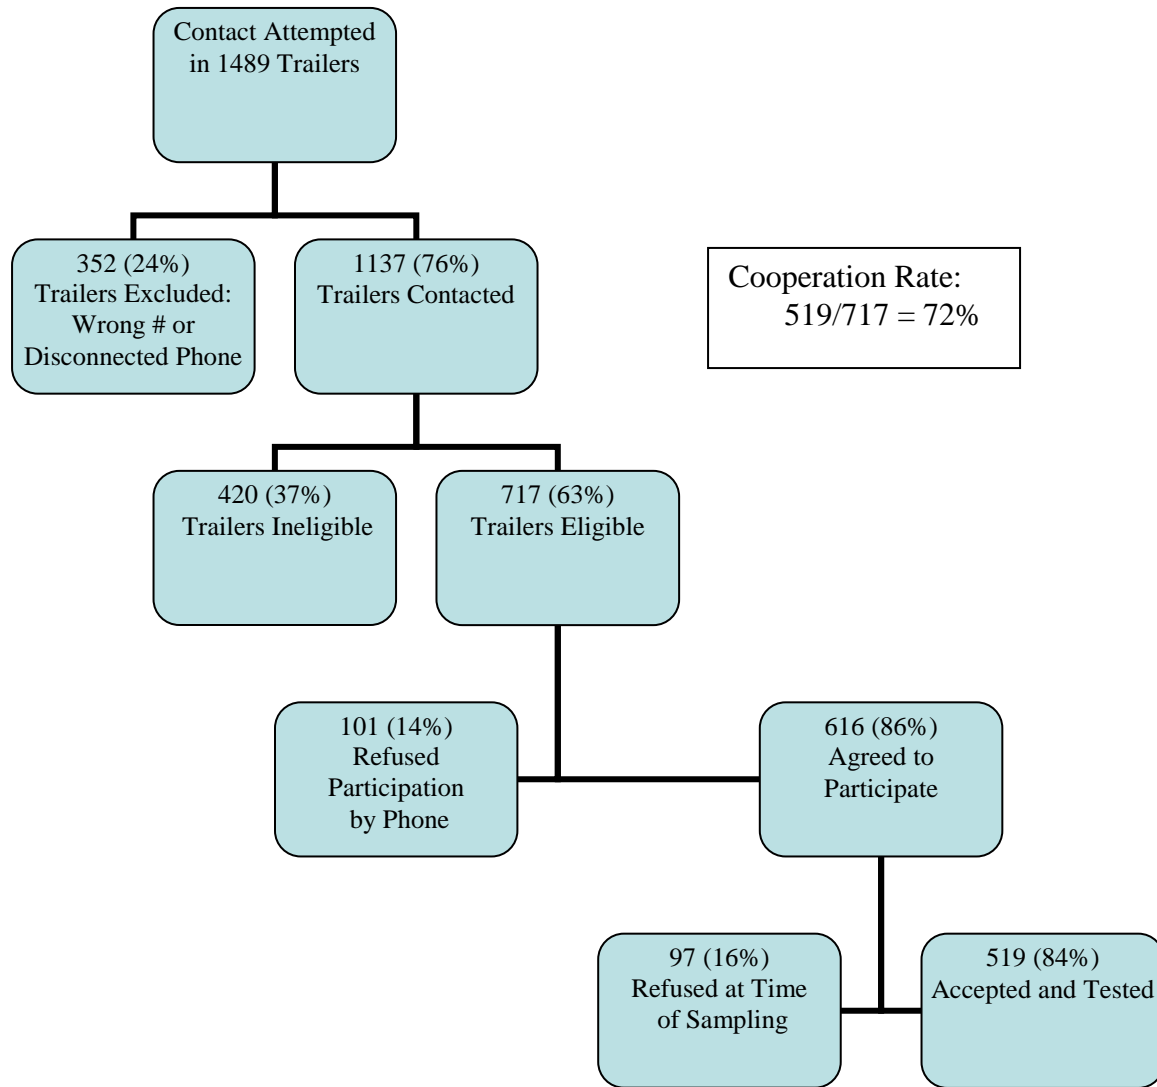 Contact Attempted
in 1489 Trailers
352 (24%)
Trailers Excluded:
Wrong # or
Disconnected Phone
1137 (76%)
Trailers Contacted
Cooperation Rate:
519/717 = 72%
420 (37%)
Trailers Ineligible
717 (63%)
Trailers Eligible
101 (14%)
Refused
Participation
by Phone
616 (86%)
Agreed to
Participate
97 (16%)
Refused at Time
of Sampling
519 (84%)
Accepted and Tested